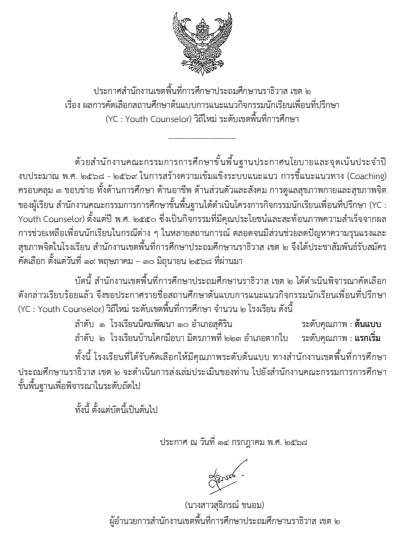 ประกาศสำนักงานเขตพื้นที่การศึกษาประถมศึกษานราธิวาส เขต ๒
เรื่อง ผลการคัดเลือกสถานศึกษาต้นแบบการแนะแนวกิจกรรมนักเรียนเพื่อนที่ปรึกษา
(YC : Youth Counselor) วิถีใหม่ ระดับเขตพื้นที่การศึกษา
ด้วยสำนักงานคณะกรรมการการศึกษาขั้นพื้นฐานประกาศนโยบายและจุดเน้นประจำปี
งบประมาณ พ.ศ. ๒๕๖๘ - ๒๕๖๙ ในการสร้างความเข้มแข็งระบบแนะแนว การชี้แนะแนวทาง (Coaching)
ครอบคลุม ๓ ขอบข่าย ทั้งด้านการศึกษา ด้านอาชีพ ด้านส่วนตัวและสังคม การดูแลสุขภาพกายและสุขภาพจิต
ของผู้เรียน สำนักงานคณะกรรมการการศึกษาขั้นพื้นฐานได้ดำเนินโครงการกิจกรรมนักเรียนเพื่อนที่ปรึกษา (YC :
Youth Counselor) ตั้งแต่ปี พ.ศ. ๒๕๕๐ ซึ่งเป็นกิจกรรมที่มีคุณประโยชน์และสะท้อนภาพความสำเร็จจากผล
การช่วยเหลือเพื่อนนักเรียนในกรณีต่าง ๆ ในหลายสถานการณ์ ตลอดจนมีส่วนช่วยลดปัญหาความรุนแรงและ
สุขภาพจิตในโรงเรียน สำนักงานเขตพื้นที่การศึกษาประถมศึกษานราธิวาส เขต ๒ จึงได้ประชาสัมพันธ์รับสมัคร
คัดเลือก ตั้งแต่วันที่ ๑๙ พฤษภาคม – ๑๐ มิถุนายน ๒๕๖๘ ที่ผ่านมา
บัดนี้ สำนักงานเขตพื้นที่การศึกษาประถมศึกษานราธิวาส เขต ๒ ได้ดำเนินพิจารณาคัดเลือก
ดังกล่าวเรียบร้อยแล้ว จึงขอประกาศรายชื่อสถานศึกษาต้นแบบการแนะแนวกิจกรรมนักเรียนเพื่อนที่ปรึกษา
(YC : Youth Counselor) วิถีใหม่ ระดับเขตพื้นที่การศึกษา จำนวน ๒ โรงเรียน ดังนี้
ลำดับ ๑ โรงเรียนนิคมพัฒนา ๑๐ อำเภอสุคิริน ระดับคุณภาพ : ต้นแบบ
ลำดับ ๒ โรงเรียนบ้านโคกมือบา มิตรภาพที่ ๒๒๓ อำเภอตากใบ ระดับคุณภาพ : แรกเริ่ม
ทั้งนี้ โรงเรียนที่ได้รับคัดเลือกให้มีคุณภาพระดับต้นแบบ ทางสำนักงานเขตพื้นที่การศึกษา
ประถมศึกษานราธิวาส เขต ๒ จะดำเนินการส่งเล่มประเมินของท่าน ไปยังสำนักงานคณะกรรมการการศึกษา
ขั้นพื้นฐานเพื่อพิจารณาในระดับถัดไป
ทั้งนี้ ตั้งแต่บัดนี้เป็นต้นไป
ประกาศ ณ วันที่ ๑๔ กรกฎาคม พ.ศ. ๒๕๖๘
(นางสาวสุธิภรณ์ ขนอม)
ผู้อำนวยการสำนักงานเขตพื้นที่การศึกษาประถมศึกษานราธิวาส เขต ๒